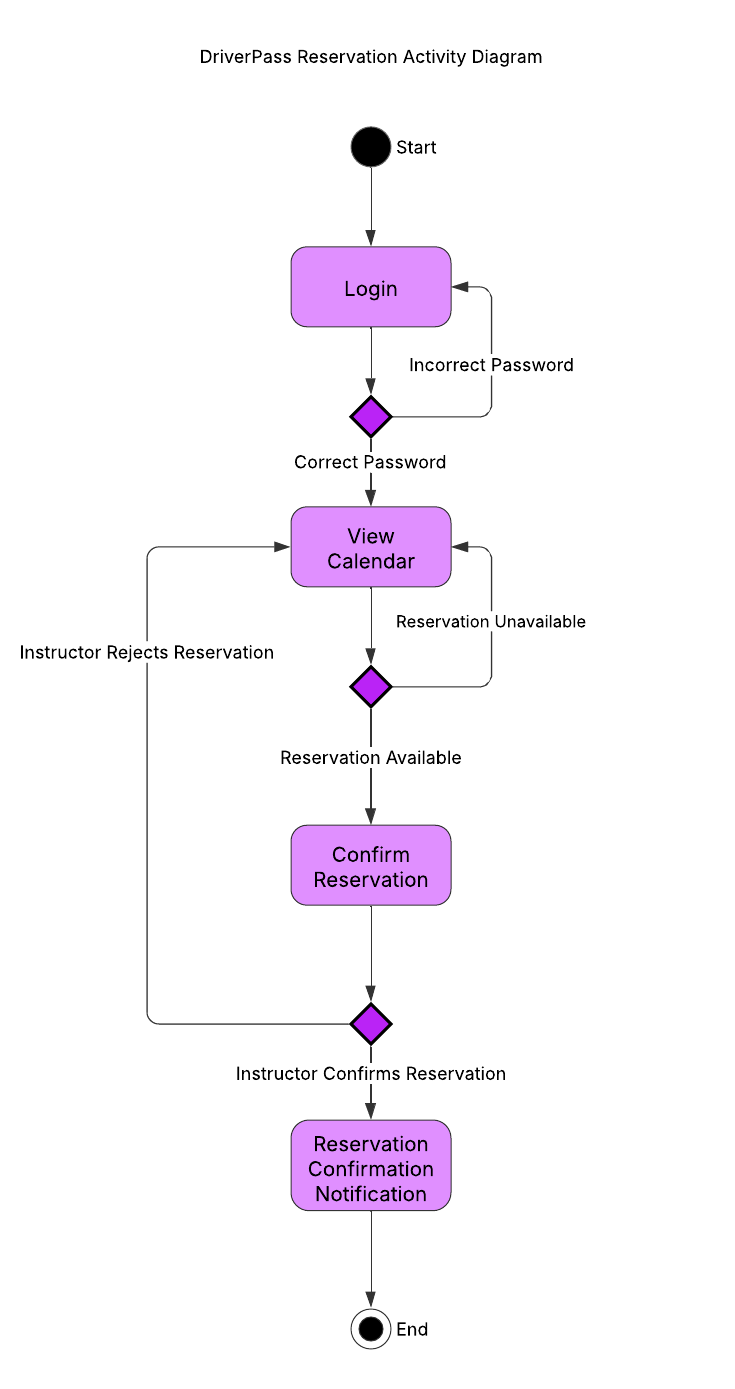 DriverPass Reservation Activity Diagram
Start
Login
Incorrect Password
Correct Password
View
Calendar
Reservation Unavailable
Instructor Rejects Reservation
Reservation Available
Confirm
Reservation
Instructor Confirms Reservation
Reservation
Confirmation
Notification
End